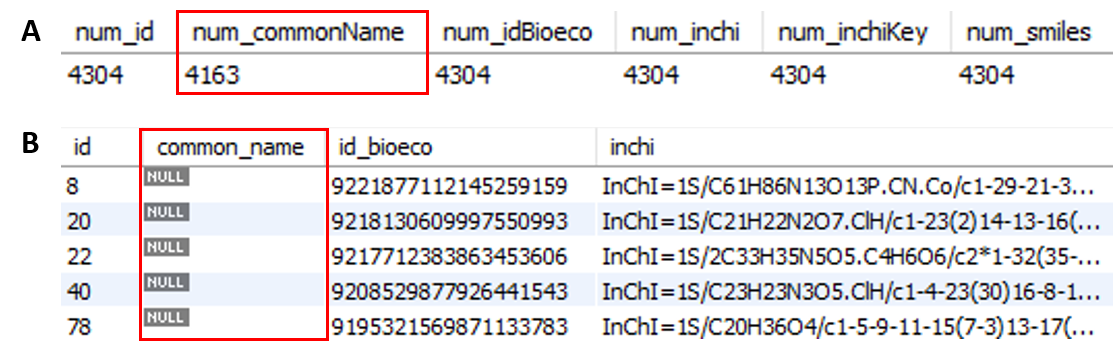 A num_id num_commonName num_idBioeco num_inchi num_inchiKey num_smiles
4304 4163 4304 4304 4304 4304
B id common_name id_bioeco inchi
8 NULL 9221877112145259159 InChI=1S/C61H86N13O13P.CN.Co/c1-29-21-3...
20 NULL 9218130609997550993 InChI=1S/C21H22N2O7.ClH/c1-23(2)14-13-16(...
22 NULL 9217712383863453606 InChI=1S/2C33H35N5O5.C4H6O6/c2*1-32(35-...
40 NULL 9208529877926441543 InChI=1S/C23H23N3O5.ClH/c1-4-23(30)16-8-1...
78 NULL 9195321569871133783 InChI=1S/C20H36O4/c1-5-9-11-15(7-3)13-17(...